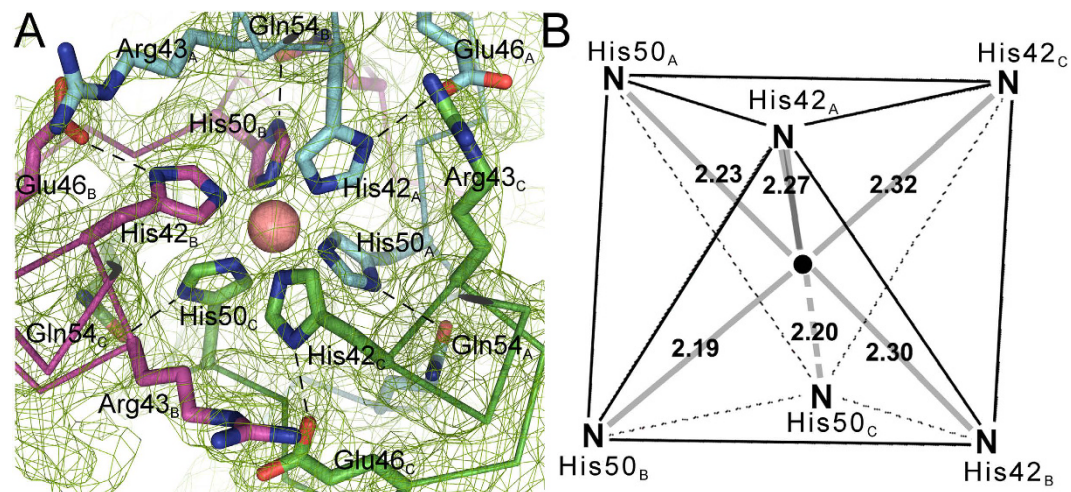 A
Gln54B
Arg43A
Glu46A
His50B
His42A
Arg43C
Glu46B
His42B
His50A
Gln54C
His50C
His42C
Gln54A
Arg43B
Glu46C
B
His50A
His42C
N
N
His42A
N
2.23
2.27
2.32
2.19
2.20
2.30
N
N
N
His50C
His50B
His42B